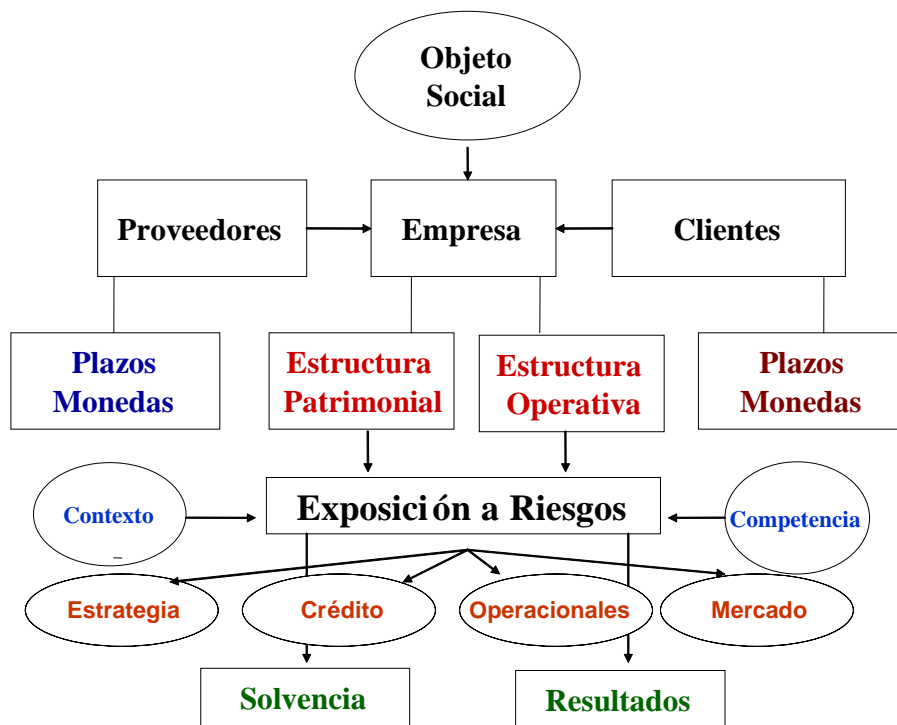 Objeto
Social
Proveedores
Empresa
Clientes
Plazos
Monedas
Estructura
Patrimonial
Estructura
Operativa
Plazos
Monedas
Contexto
–
Exposición a Riesgos
Competencia
Estrategia
Crédito
Operacionales
Mercado
Solvencia
Resultados